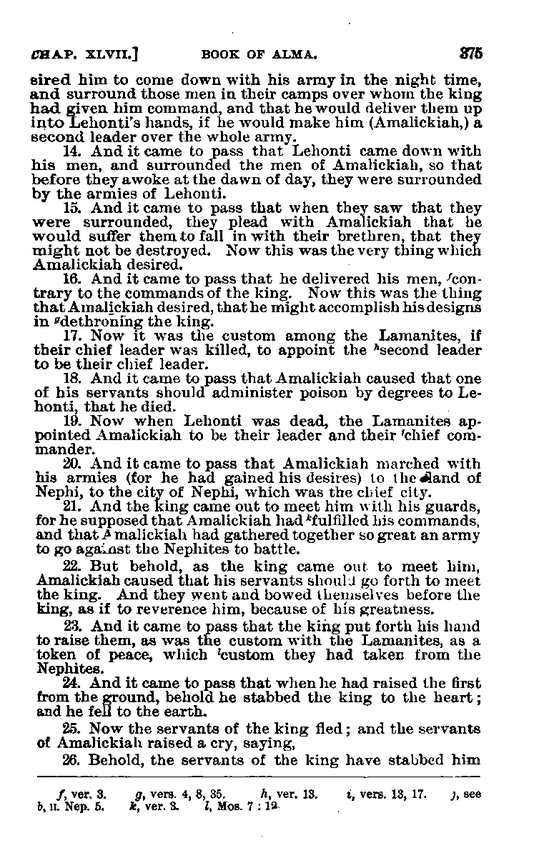 CHAP. XLVII.] BOOK OF ALMA. 375
sired him to come down with his army in the night time,
and surround those men in their camps over whom the king
had given him command, and that he would deliver them up
into Lehonti's hands, if he would make him (Amalickiah,) a
second leader over the whole army.
14. And it came to pass that Lehonti came down with
his men, and surrounded the men of Amalickiah, so that
before they awoke at the dawn of day, they were surrounded
by the armies of Lehonti.
15. And it came to pass that when they saw that they
were surrounded, they plead with Amalickiah that he
would suffer them to fall in with their brethren, that they
might not be destroyed. Now this was the very thing which
Amalickiah desired.
16. And it came to pass that he delivered his men, fcon-
trary to the commands of the king. Now this was the thing
that Amalickiah desired, that he might accomplish his designs
in gdethroning the king.
17. Now it was the custom among the Lamanites, if
their chief leader was killed, to appoint the hsecond leader
to be their chief leader.
18. And it came to pass that Amalickiah caused that one
of his servants should administer poison by degrees to Le-
honti, that he died.
19. Now when Lehonti was dead, the Lamanites ap-
pointed Amalickiah to be their leader and their ichief com-
mander.
20. And it came to pass that Amalickiah marched with
his armies (for he had gained his desires) to the land of
Nephi, to the city of Nephi, which was the chief city.
21. And the king came out to meet him with his guards,
for he supposed that Amalickiah had kfulfilled his commands,
and that Amalickiah had gathered together so great an army
to go against the Nephites to battle.
22. But behold, as the king came out to meet him,
Amalickiah caused that his servants should go forth to meet
the king. And they went and bowed themselves before the
king, as if to reverence him, because of his greatness.
23. And it came to pass that the king put forth his hand
to raise them, as was the custom with the Lamanites, as a
token of peace, which lcustom they had taken from the
Nephites.
24. And it came to pass that when he had raised the first
from the ground, behold he stabbed the king to the heart;
and he fell to the earth.
25. Now the servants of the king fled; and the servants
of Amalickiah raised a cry, saying,
26. Behold, the servants of the king have stabbed him
f, ver. 3. g, vers. 4, 8, 35. h, ver. 13. i, vers. 13, 17. j, see
b, II. Nep. 5. k, ver. 3. l, Mos. 7 : 12.